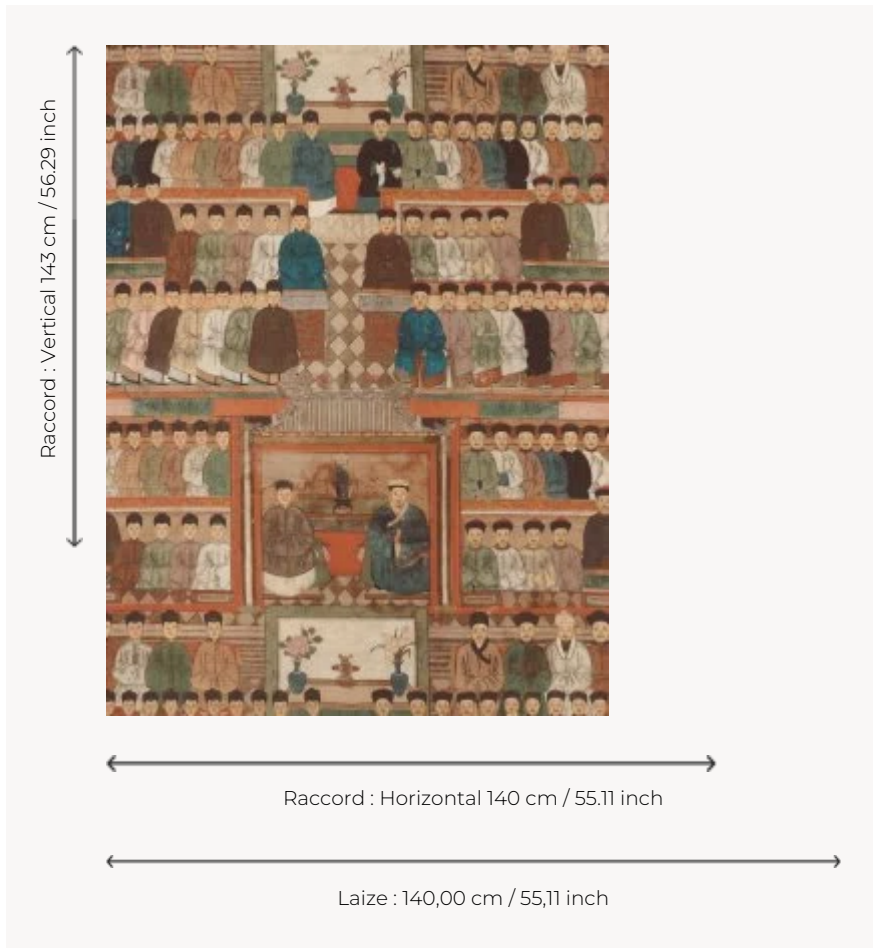 Raccord : Vertical 143 cm / 56.29 inch
Raccord : Horizontal 140 cm / 55.11 inch
Laize : 140,00 cm / 55,11 inch